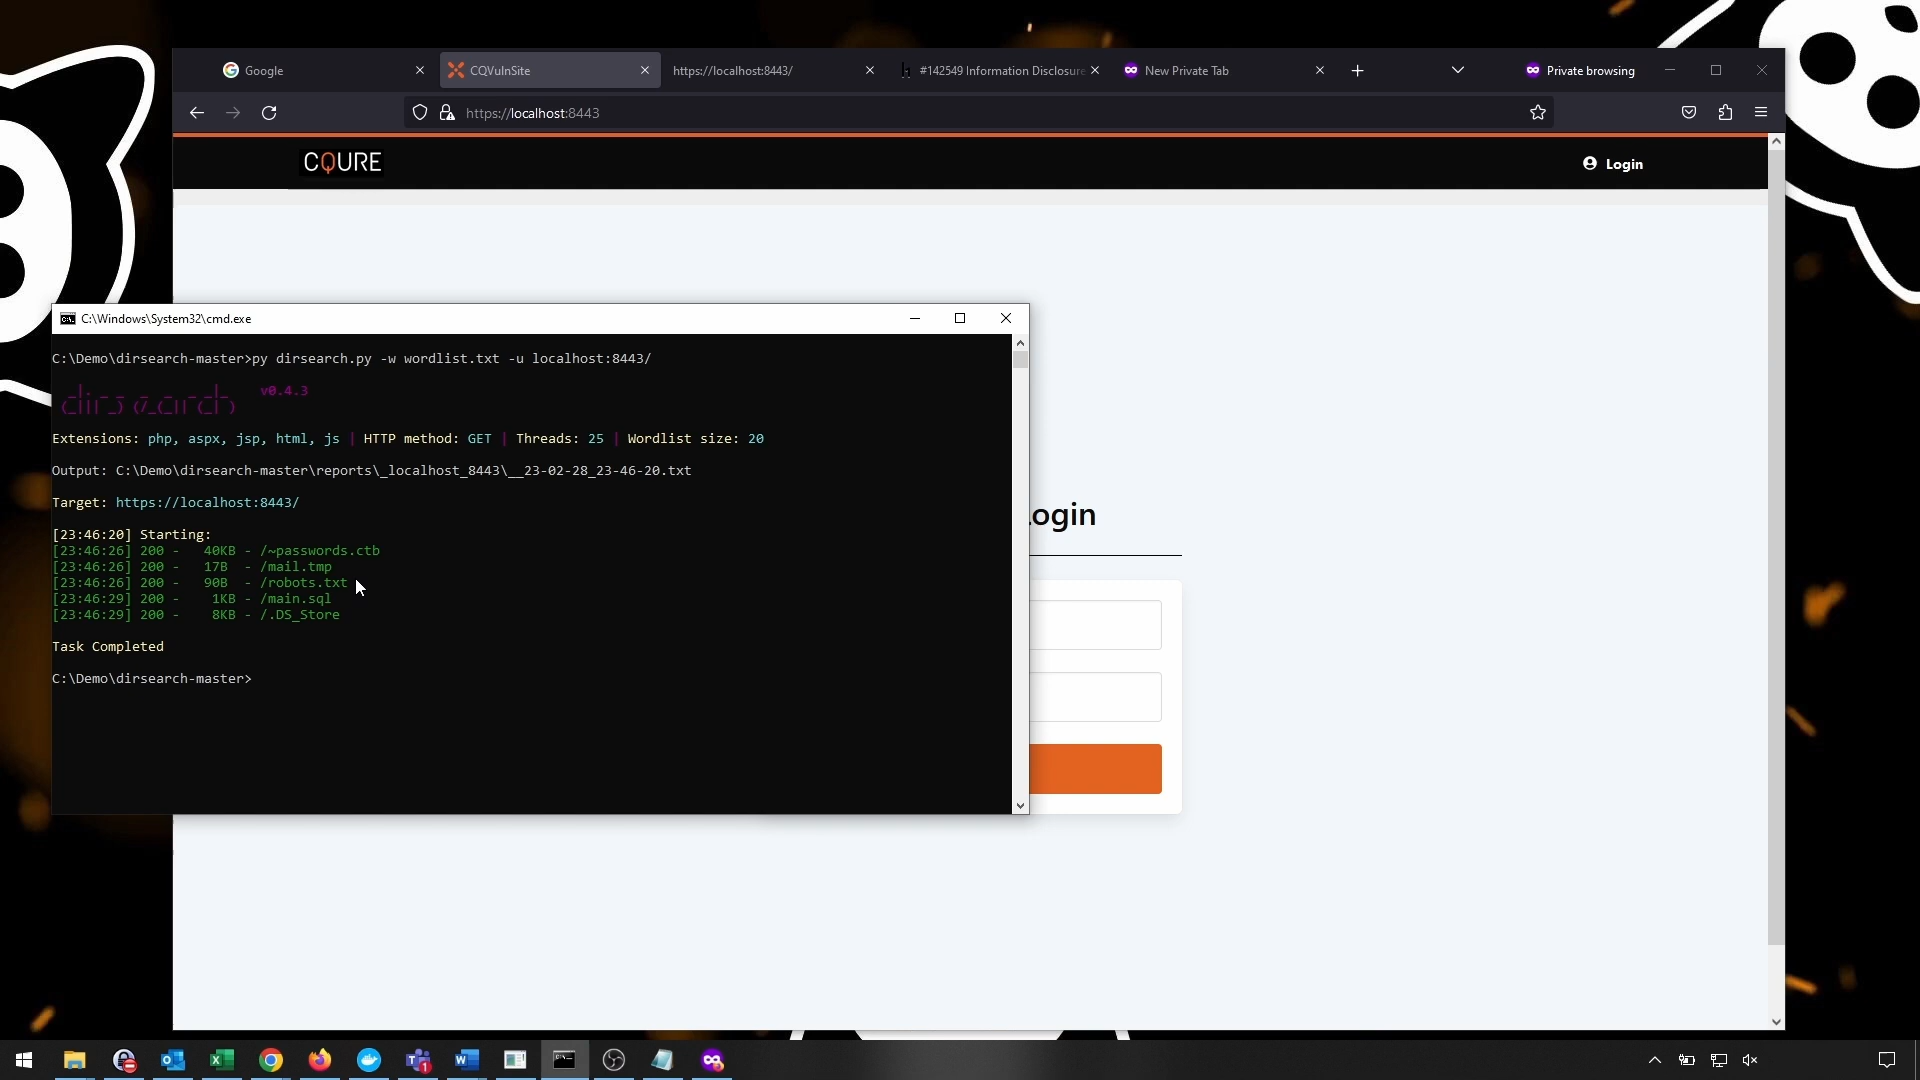 Google
CQVulnSite
https://localhost:8443/
#142549 Information Disclosure
New Private Tab
Private browsing
https://localhost:8443
CQURE
Login
C:\Windows\System32\cmd.exe
C:\Demo\dirsearch-master>py dirsearch.py -w wordlist.txt -u localhost:8443/
v0.4.3
Extensions: php, aspx, jsp, html, js | HTTP method: GET | Threads: 25 | Wordlist size: 20
Output: C:\Demo\dirsearch-master\reports\_localhost_8443\__23-02-28_23-46-20.txt
Target: https://localhost:8443/
[23:46:20] Starting:
[23:46:26] 200 -   40KB - /~passwords.ctb
[23:46:26] 200 -   17B  - /mail.tmp
[23:46:26] 200 -   90B  - /robots.txt
[23:46:29] 200 -    1KB - /main.sql
[23:46:29] 200 -    8KB - /.DS_Store
Task Completed
C:\Demo\dirsearch-master>
Login